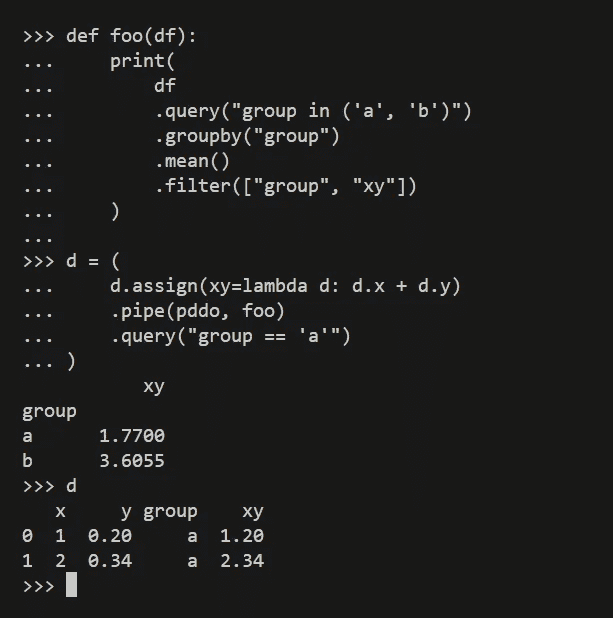 >>> def foo(df):
...     print(
...         df
...         .query("group in ('a', 'b')")
...         .groupby("group")
...         .mean()
...         .filter(["group", "xy"])
...     )
...
>>> d = (
...     d.assign(xy=lambda d: d.x + d.y)
...     .pipe(pddo, foo)
...     .query("group == 'a'")
... )
           xy
group
a      1.7700
b      3.6055
>>> d
   x     y group    xy
0  1  0.20     a  1.20
1  2  0.34     a  2.34
>>>